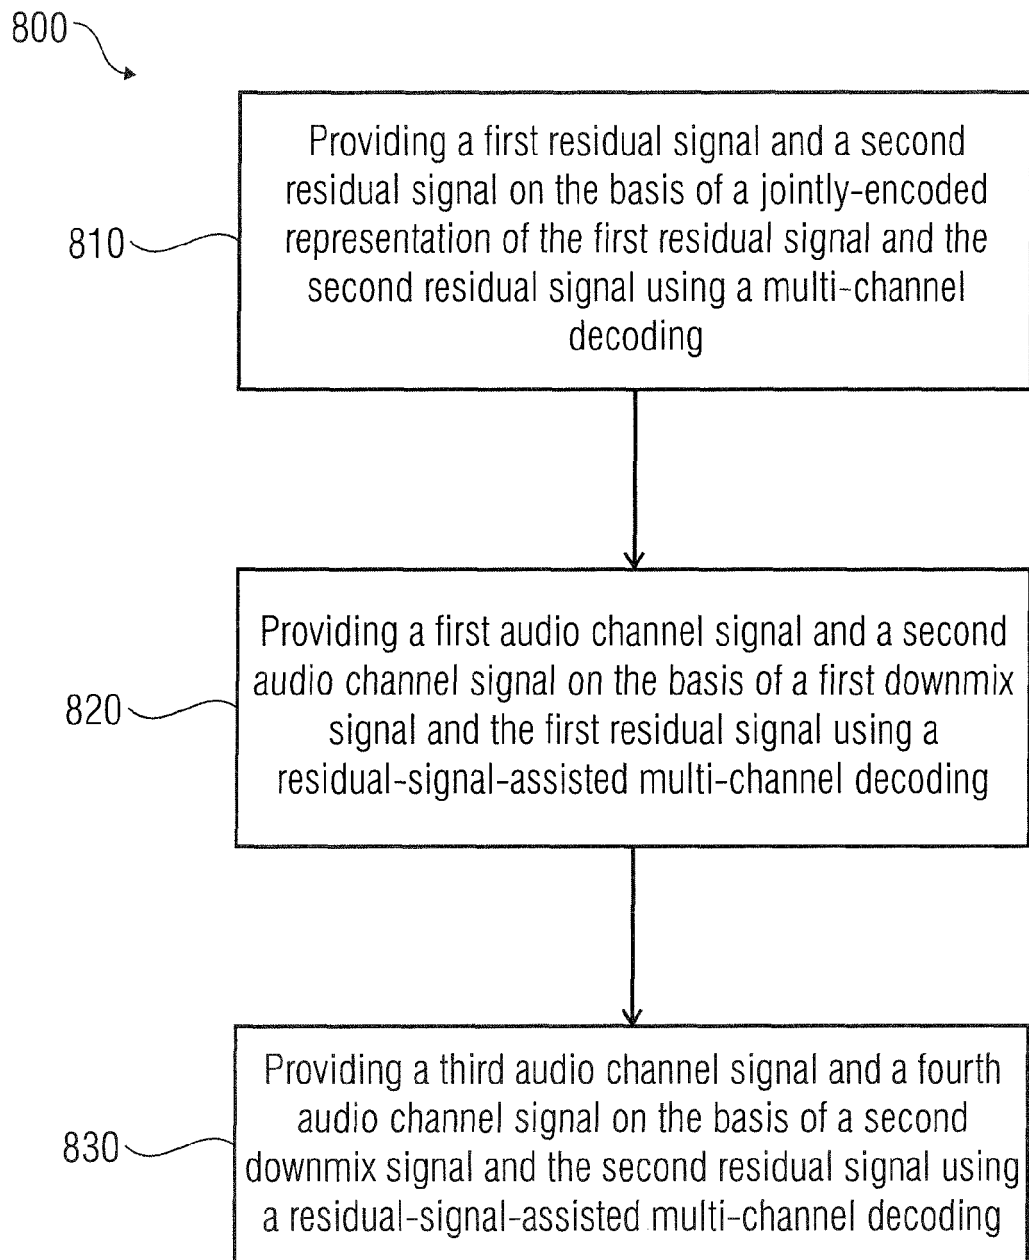 800
Providing a first residual signal and a second
residual signal on the basis of a jointly-encoded
representation of the first residual signal and the
second residual signal using a multi-channel
decoding
810
Providing a first audio channel signal and a second
audio channel signal on the basis of a first downmix
signal and the first residual signal using a
residual-signal-assisted multi-channel decoding
820
Providing a third audio channel signal and a fourth
audio channel signal on the basis of a second
downmix signal and the second residual signal using
a residual-signal-assisted multi-channel decoding
830